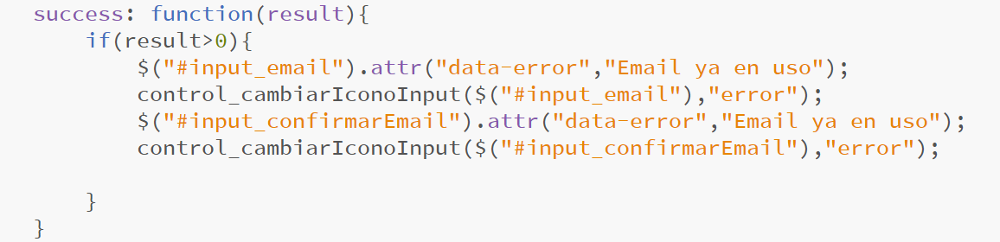 success: function(result){
if(result>0){
$("#input_email").attr("data-error","Email ya en uso");
control_cambiarIconoInput($("#input_email"),"error");
$("#input_confirmarEmail").attr("data-error","Email ya en uso");
control_cambiarIconoInput($("#input_confirmarEmail"),"error");
}
}